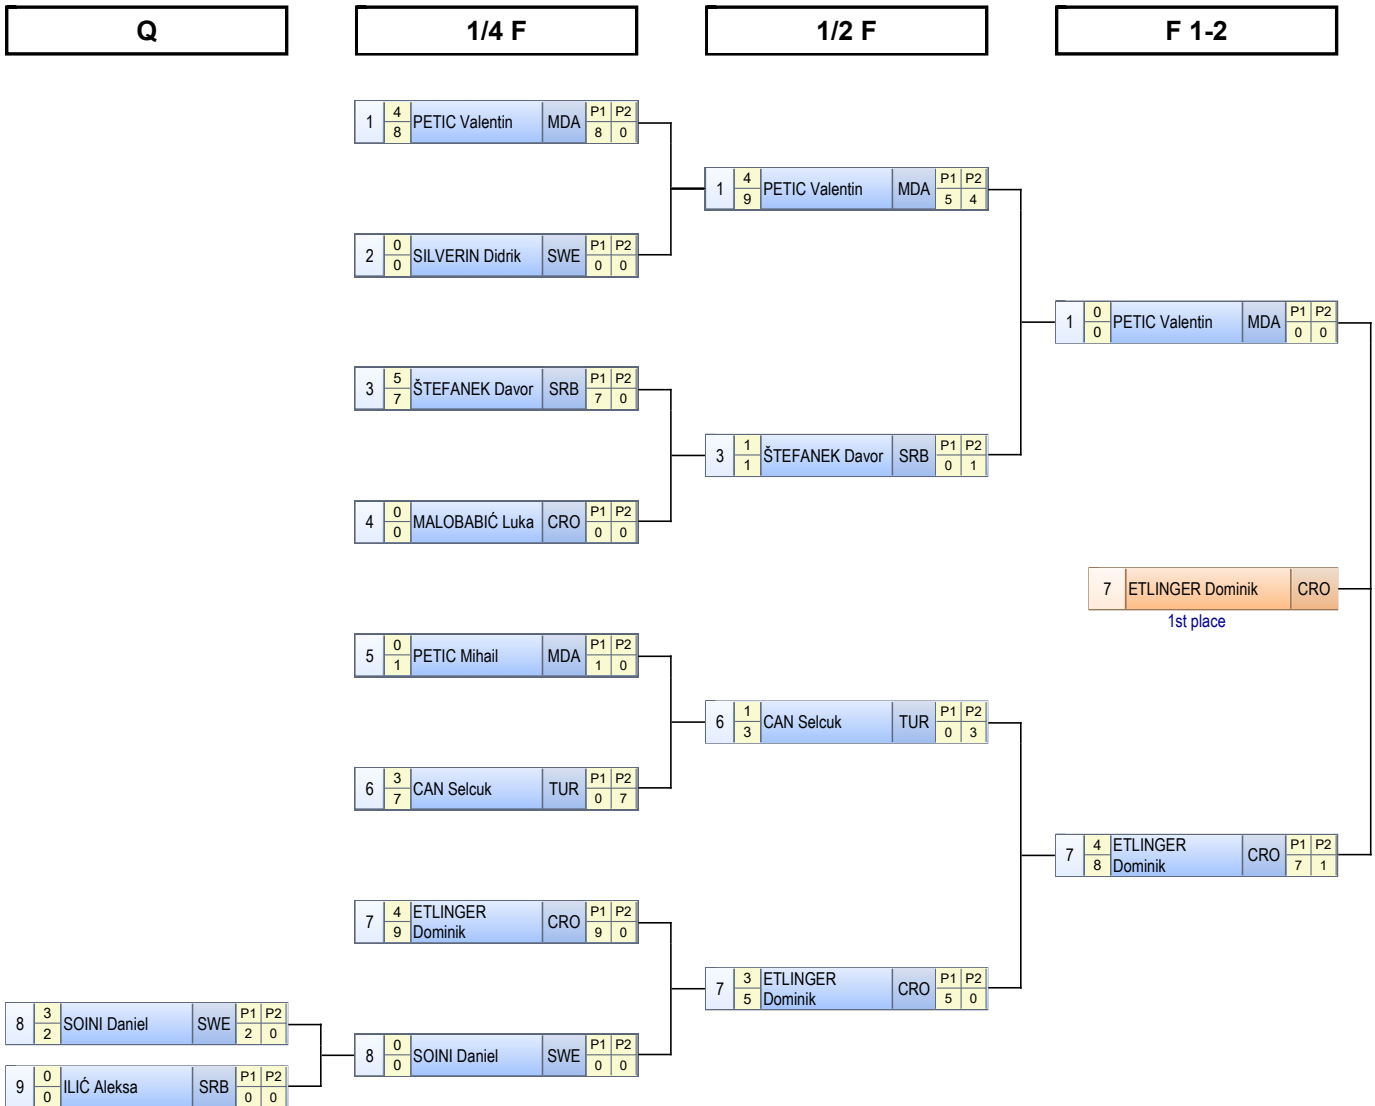 Q 1/4 F 1/2 F F 1-2
1 4 8 PETIC Valentin MDA P1 P2 8 0
1 4 9 PETIC Valentin MDA P1 P2 5 4
2 0 0 SILVERIN Didrik SWE P1 P2 0 0
1 0 0 PETIC Valentin MDA P1 P2 0 0
3 5 7 ŠTEFANEK Davor SRB P1 P2 7 0
3 1 1 ŠTEFANEK Davor SRB P1 P2 0 1
4 0 0 MALOBABIĆ Luka CRO P1 P2 0 0
7 ETLINGER Dominik CRO
1st place
5 0 1 PETIC Mihail MDA P1 P2 1 0
6 1 3 CAN Selcuk TUR P1 P2 0 3
6 3 7 CAN Selcuk TUR P1 P2 0 7
7 4 8 ETLINGER Dominik CRO P1 P2 7 1
7 4 9 ETLINGER Dominik CRO P1 P2 9 0
7 3 5 ETLINGER Dominik CRO P1 P2 5 0
8 3 2 SOINI Daniel SWE P1 P2 2 0
8 0 0 SOINI Daniel SWE P1 P2 0 0
9 0 0 ILIĆ Aleksa SRB P1 P2 0 0